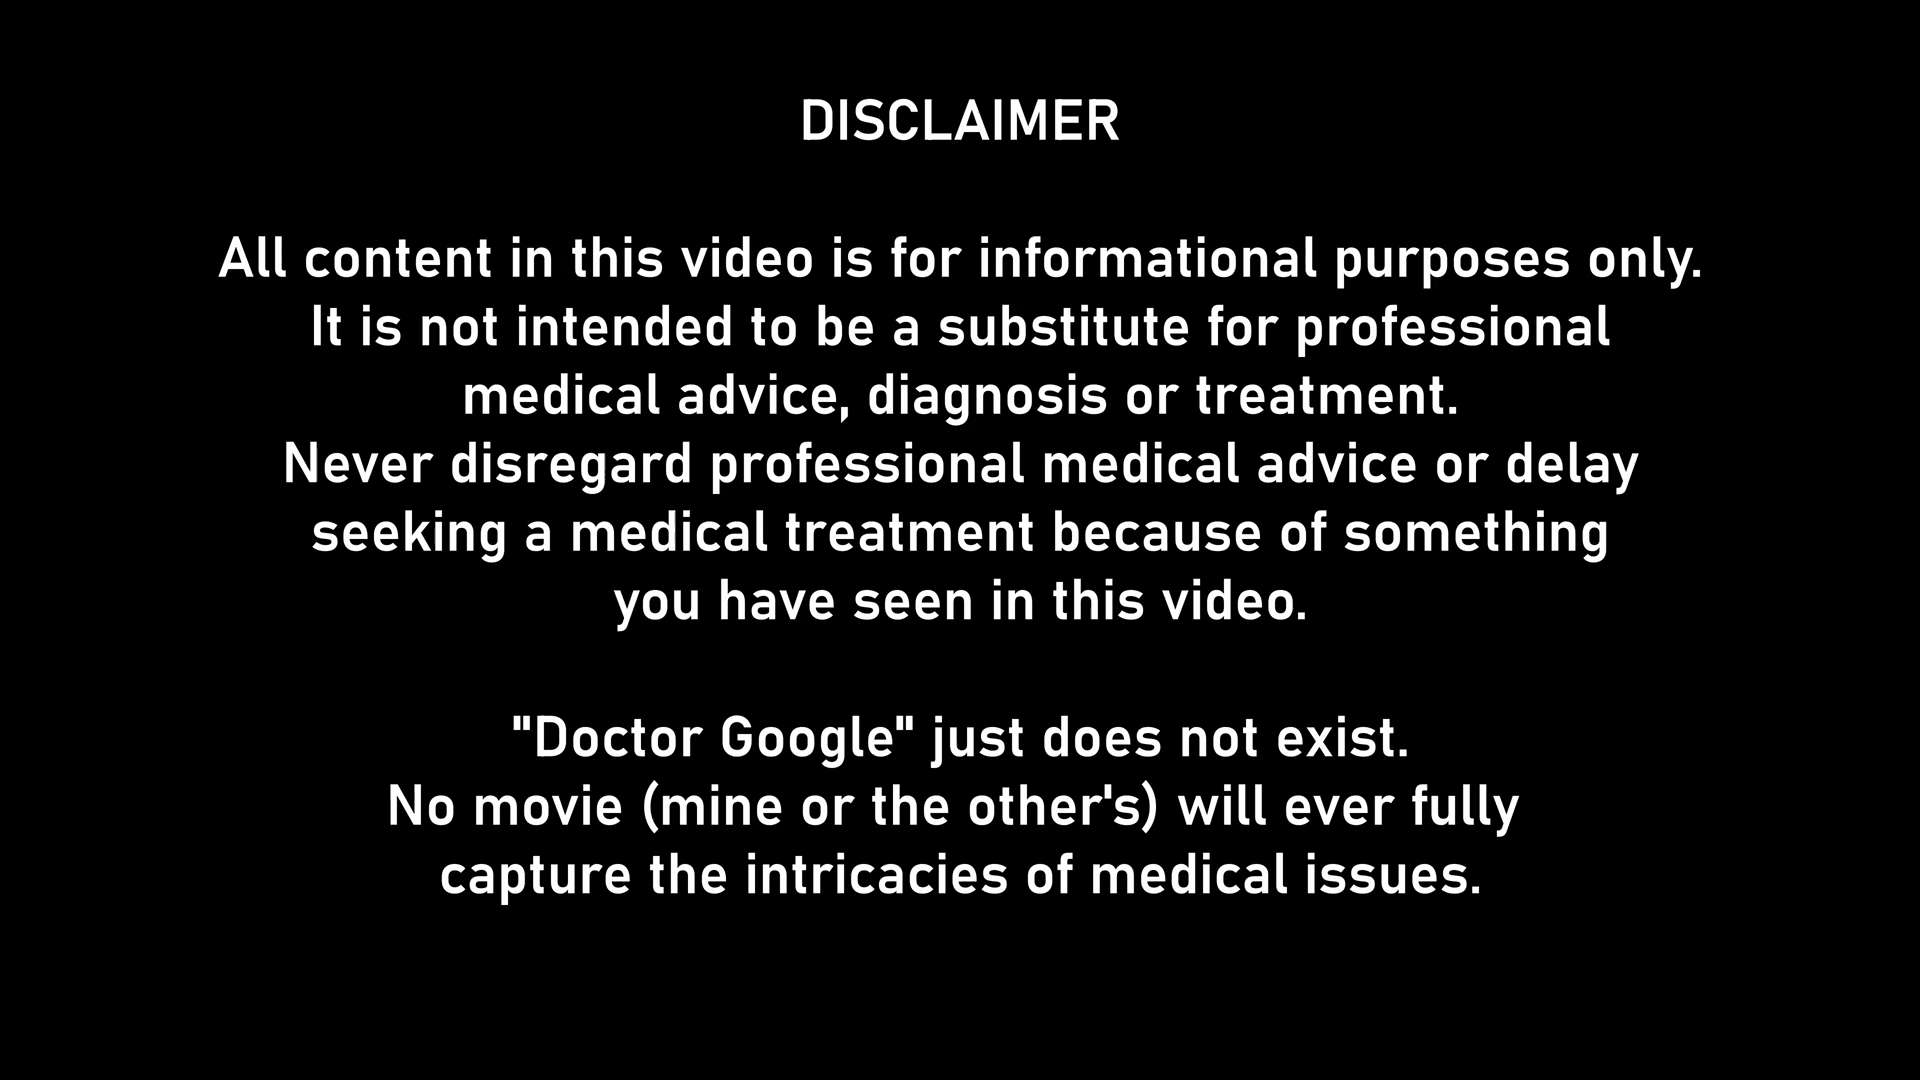 DISCLAIMER
All content in this video is for informational purposes only.
It is not intended to be a substitute for professional
medical advice, diagnosis or treatment.
Never disregard professional medical advice or delay
seeking a medical treatment because of something
you have seen in this video.
"Doctor Google" just does not exist.
No movie (mine or the other's) will ever fully
capture the intricacies of medical issues.